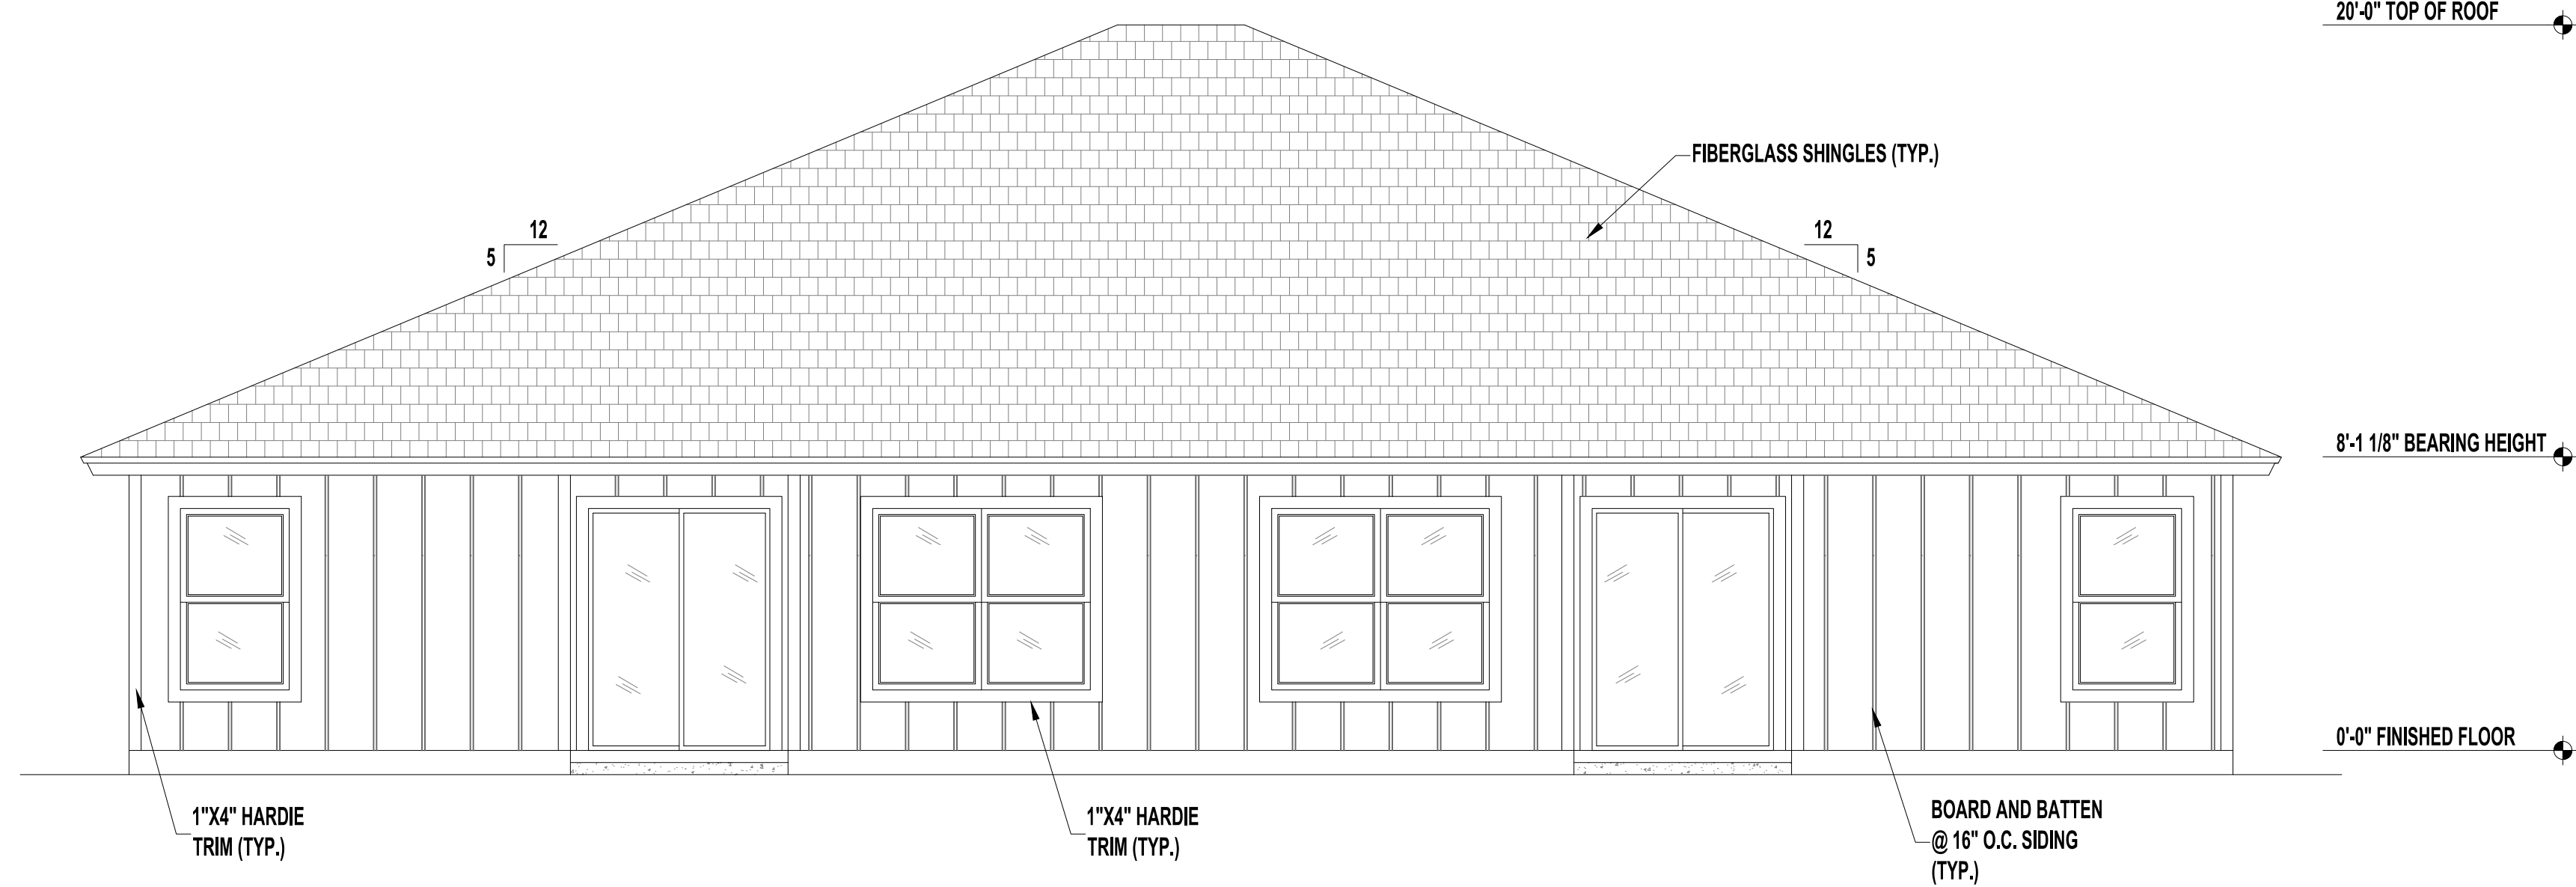 20'-0" TOP OF ROOF
FIBERGLASS SHINGLES (TYP.)
12
5
12
5
8'-1 1/8" BEARING HEIGHT
0'-0" FINISHED FLOOR
1"X4" HARDIE
TRIM (TYP.)
1"X4" HARDIE
TRIM (TYP.)
BOARD AND BATTEN
@ 16" O.C. SIDING
(TYP.)